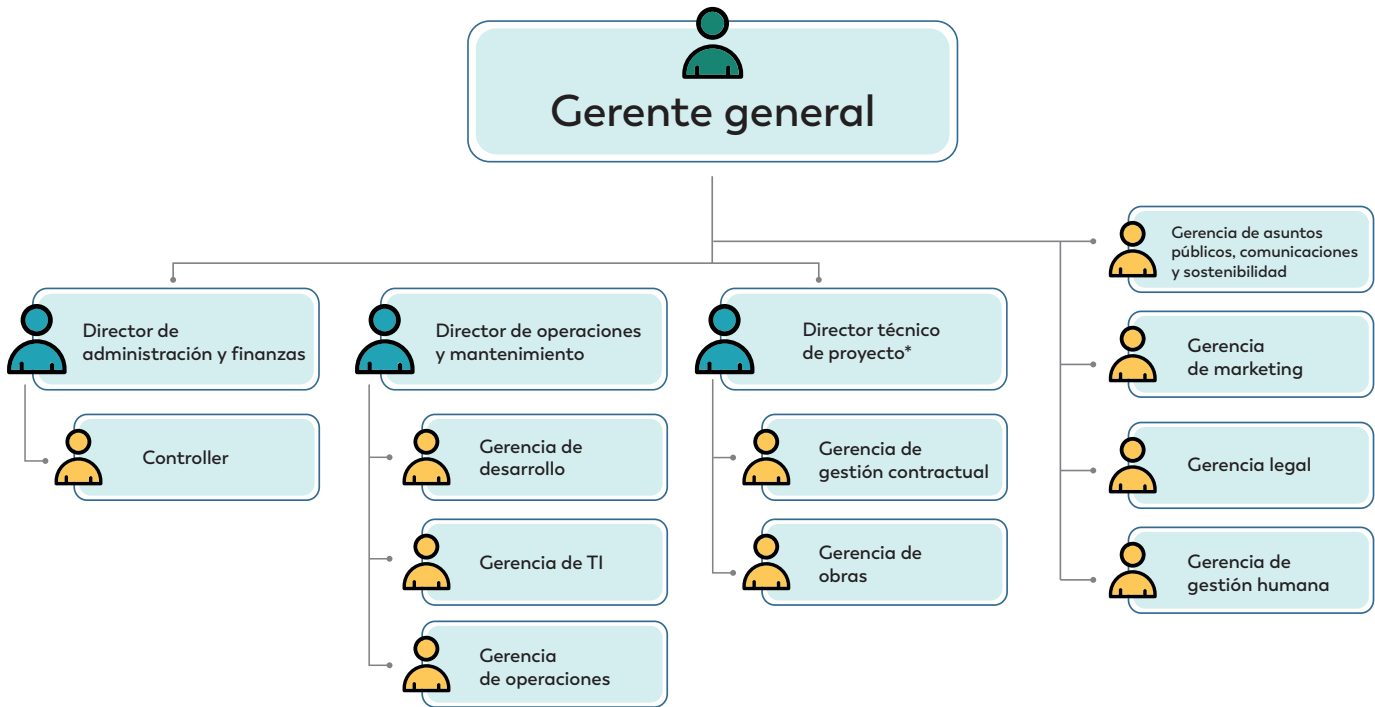 Gerente general
Gerencia de asuntos
públicos, comunicaciones
y sostenibilidad
Director de
administración y finanzas
Director de operaciones
y mantenimiento
Director técnico
de proyecto*
Gerencia
de marketing
Controller
Gerencia de
desarrollo
Gerencia de
gestión contractual
Gerencia legal
Gerencia de TI
Gerencia de
obras
Gerencia de
gestión humana
Gerencia
de operaciones